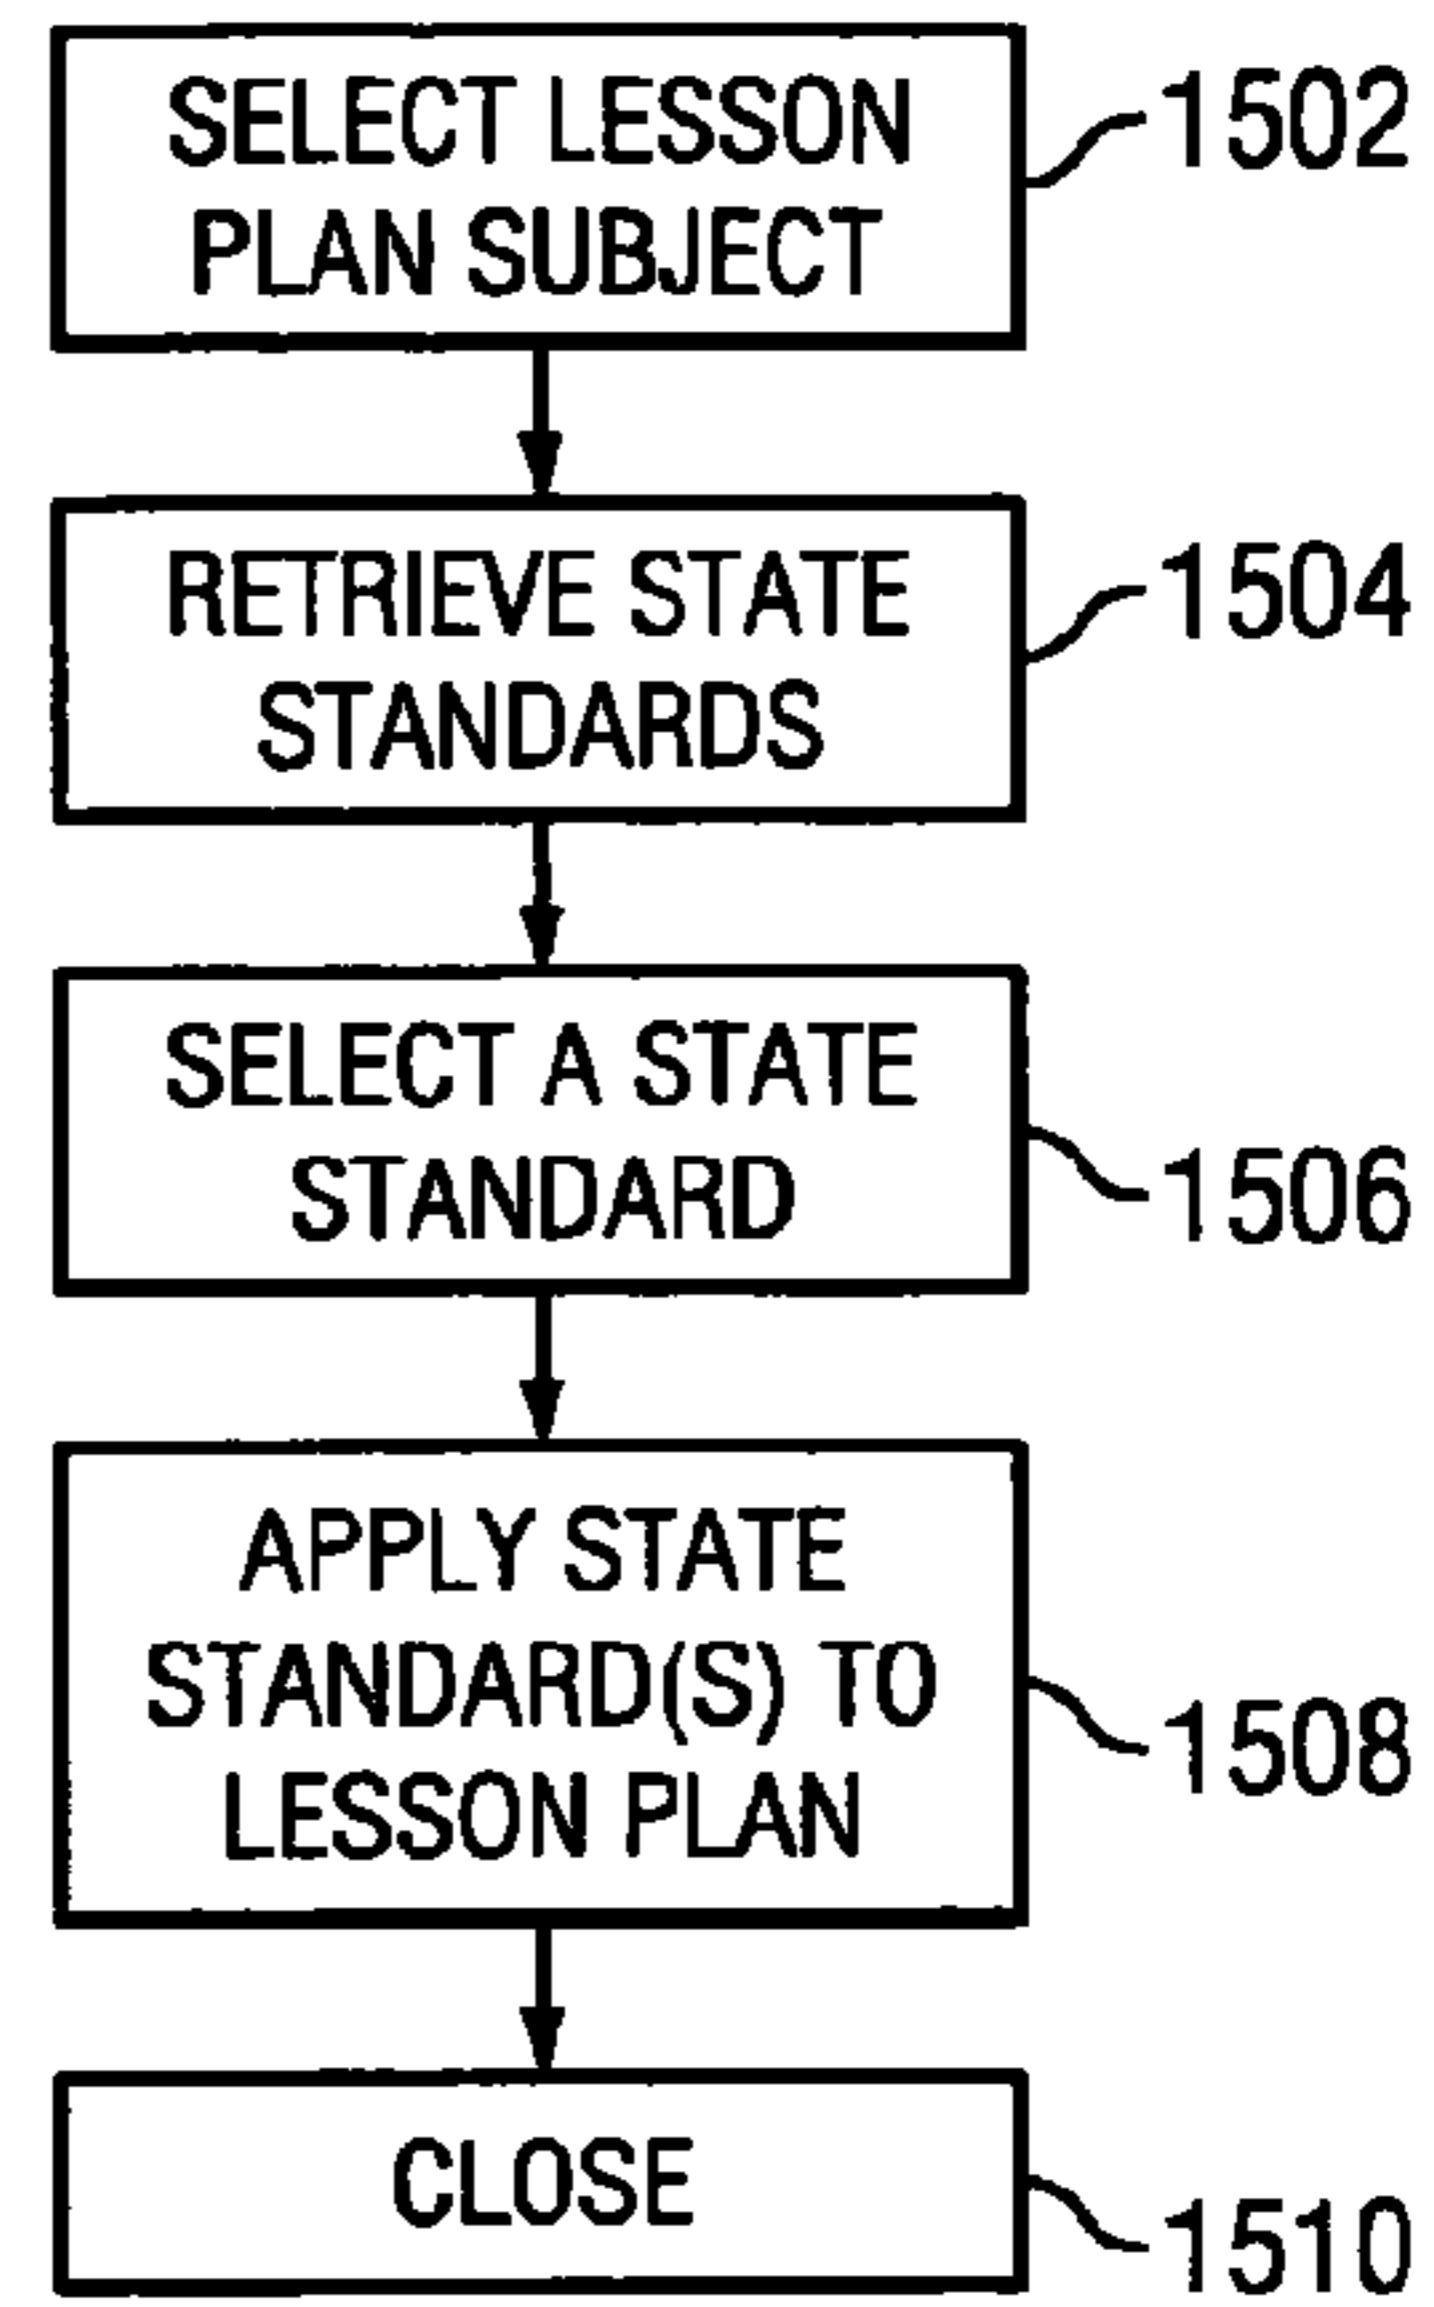 SELECT LESSON
PLAN SUBJECT
1502
RETRIEVE STATE
STANDARDS
1504
SELECT A STATE
STANDARD
1506
APPLY STATE
STANDARD(S) TO
LESSON PLAN
1508
CLOSE
1510